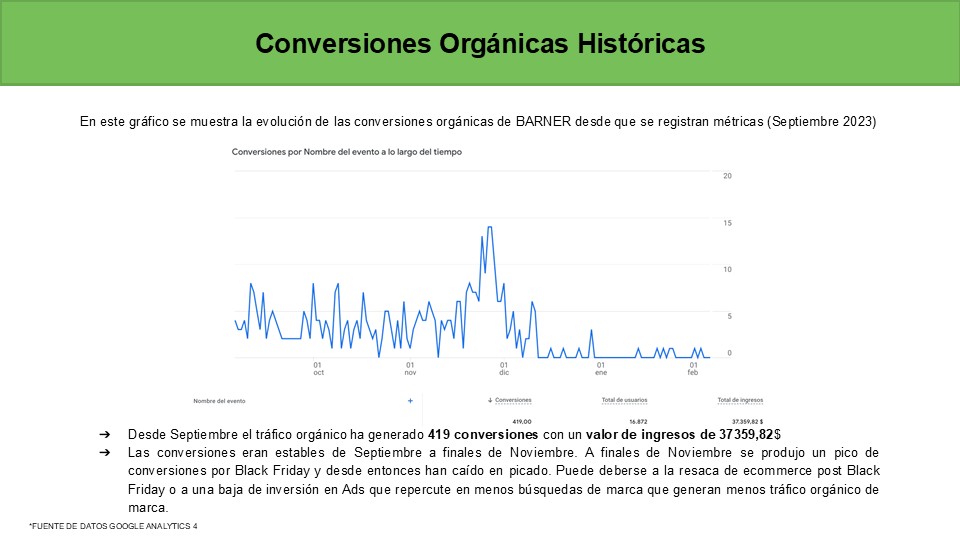 Conversiones Orgánicas Históricas
En este gráfico se muestra la evolución de las conversiones orgánicas de BARNER desde que se registran métricas (Septiembre 2023)
Conversiones por Nombre del evento a lo largo del tiempo
20
15
10
5
0
01 oct
01 nov
01 dic
01 ene
01 feb
Nombre del evento + ↓ Conversiones Total de usuarios Total de ingresos
419,00 16.872 37.359,82 $
➔ Desde Septiembre el tráfico orgánico ha generado 419 conversiones con un valor de ingresos de 37359,82$
➔ Las conversiones eran estables de Septiembre a finales de Noviembre. A finales de Noviembre se produjo un pico de
conversiones por Black Friday y desde entonces han caído en picado. Puede deberse a la resaca de ecommerce post Black
Friday o a una baja de inversión en Ads que repercute en menos búsquedas de marca que generan menos tráfico orgánico de
marca.
*FUENTE DE DATOS GOOGLE ANALYTICS 4